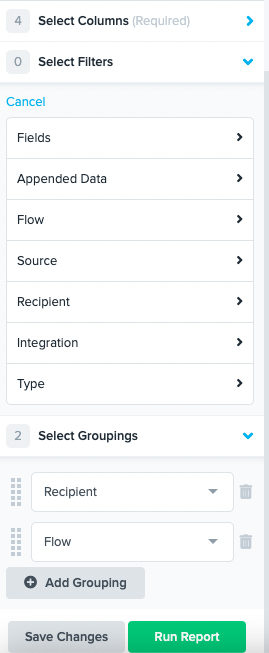 4 Select Columns (Required)
0 Select Filters
Cancel
Fields
Appended Data
Flow
Source
Recipient
Integration
Type
2 Select Groupings
Recipient
Flow
Add Grouping
Save Changes Run Report